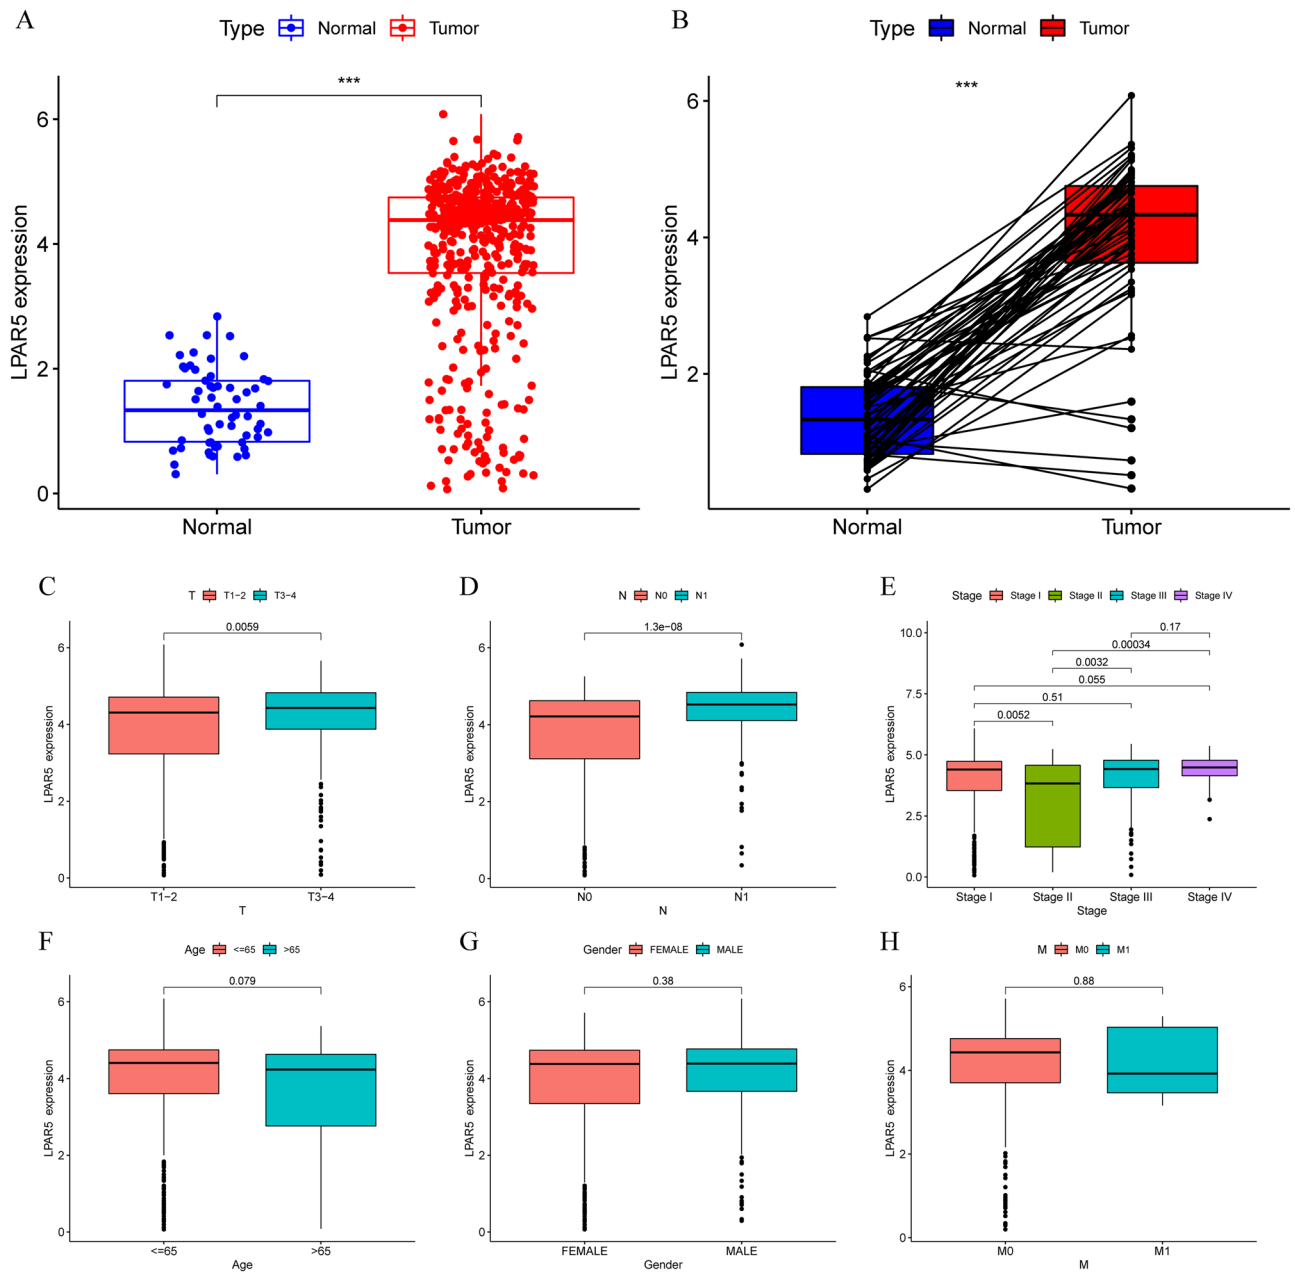 A
Type Normal Tumor
***
LPAR5 expression
6
4
2
0
Normal Tumor
B
Type Normal Tumor
***
LPAR5 expression
6
4
2
Normal Tumor
C
T T1−2 T3−4
0.0059
LPAR5 expression
6
4
2
0
T1−2 T3−4
T
D
N N0 N1
1.3e−08
LPAR5 expression
6
4
2
0
N0 N1
N
E
Stage Stage I Stage II Stage III Stage IV
0.17
0.00034
0.0032
0.055
0.51
0.0052
LPAR5 expression
10.0
7.5
5.0
2.5
0.0
Stage I Stage II Stage III Stage IV
Stage
F
Age <=65 >65
0.079
LPAR5 expression
6
4
2
0
<=65 >65
Age
G
Gender FEMALE MALE
0.38
LPAR5 expression
6
4
2
0
FEMALE MALE
Gender
H
M M0 M1
0.88
LPAR5 expression
6
4
2
0
M0 M1
M